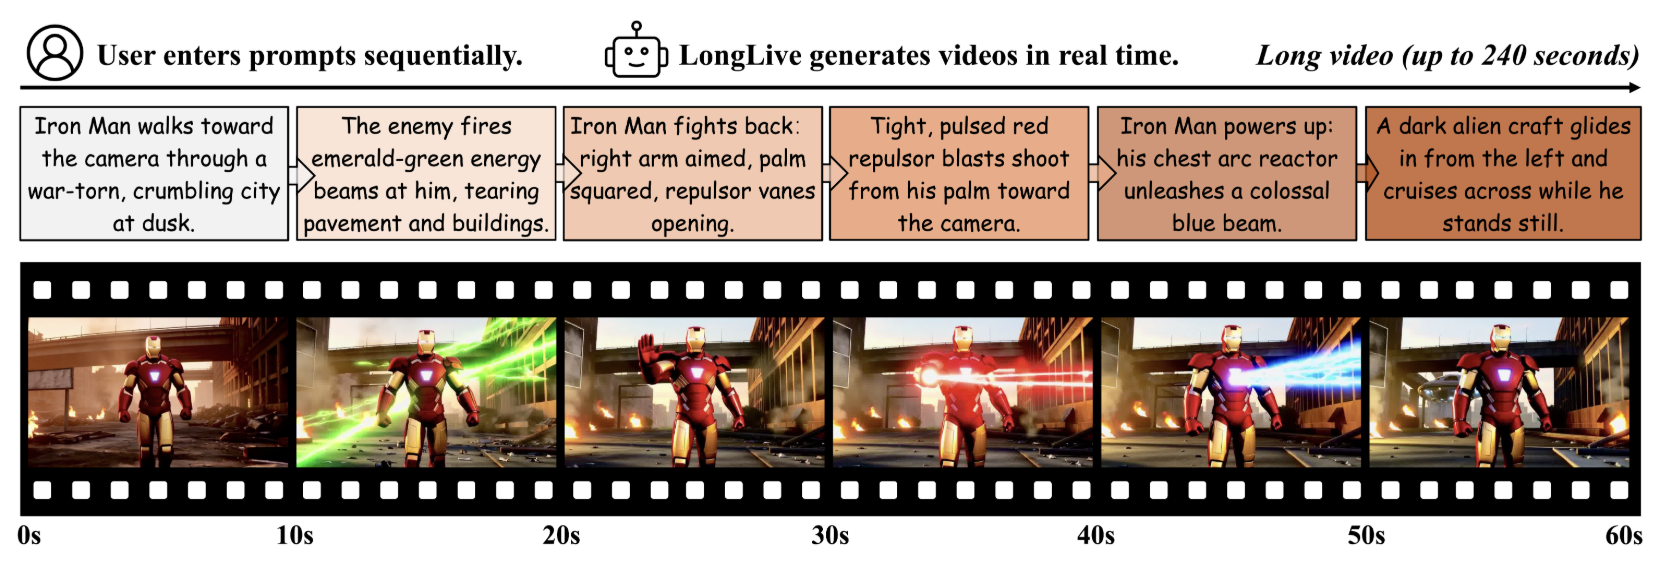 User enters prompts sequentially.
LongLive generates videos in real time.
Long video (up to 240 seconds)
Iron Man walks toward
the camera through a
war-torn, crumbling city
at dusk.
The enemy fires
emerald-green energy
beams at him, tearing
pavement and buildings.
Iron Man fights back:
right arm aimed, palm
squared, repulsor vanes
opening.
Tight, pulsed red
repulsor blasts shoot
from his palm toward
the camera.
Iron Man powers up:
his chest arc reactor
unleashes a colossal
blue beam.
A dark alien craft glides
in from the left and
cruises across while he
stands still.
0s
10s
20s
30s
40s
50s
60s